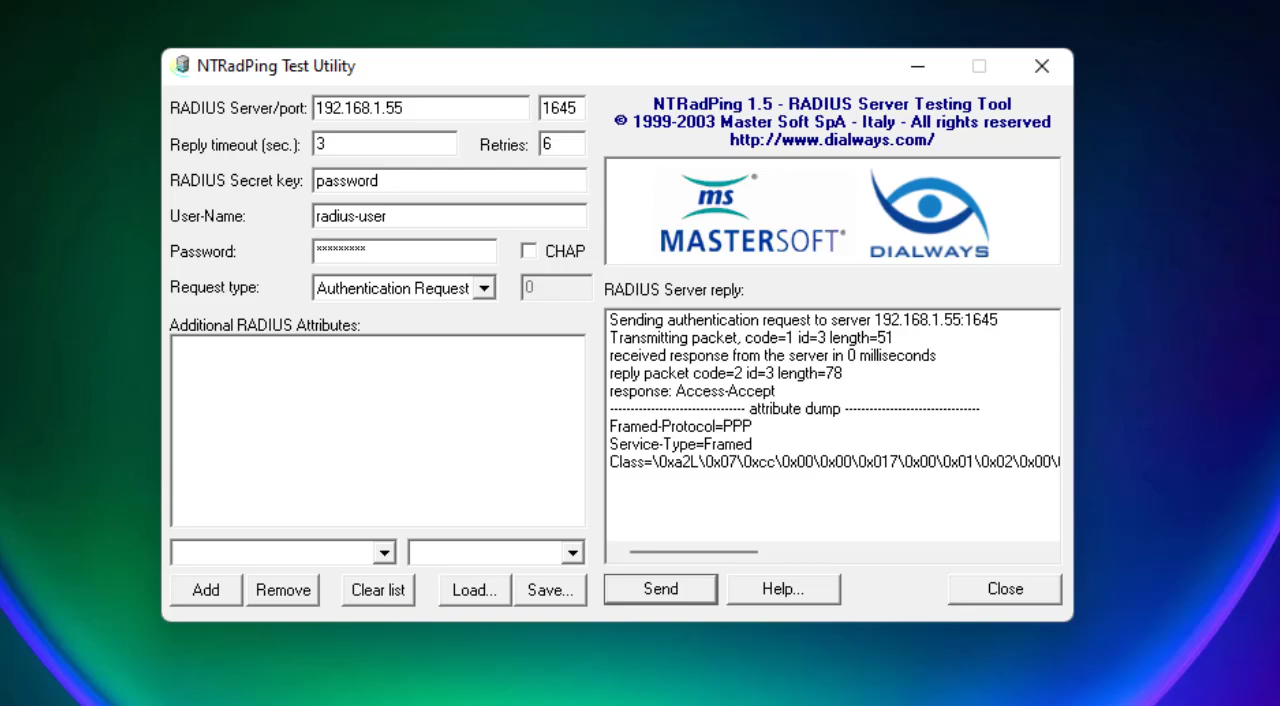 NTRadPing Test Utility
RADIUS Server/port: 192.168.1.55 1645
Reply timeout (sec.): 3 Retries: 6
RADIUS Secret key: password
User-Name: radius-user
Password: ********* CHAP
Request type: Authentication Request 0
Additional RADIUS Attributes:
Add Remove Clear list Load... Save...
NTRadPing 1.5 - RADIUS Server Testing Tool
© 1999-2003 Master Soft SpA - Italy - All rights reserved
http://www.dialways.com/
ms
MASTERSOFT®
DIALWAYS
RADIUS Server reply:
Sending authentication request to server 192.168.1.55:1645
Transmitting packet, code=1 id=3 length=51
received response from the server in 0 milliseconds
reply packet code=2 id=3 length=78
response: Access-Accept
-------------------------------- attribute dump --------------------------------
Framed-Protocol=PPP
Service-Type=Framed
Class=\0xa2L\0x07\0xcc\0x00\0x00\0x017\0x00\0x01\0x02\0x00\
Send Help... Close